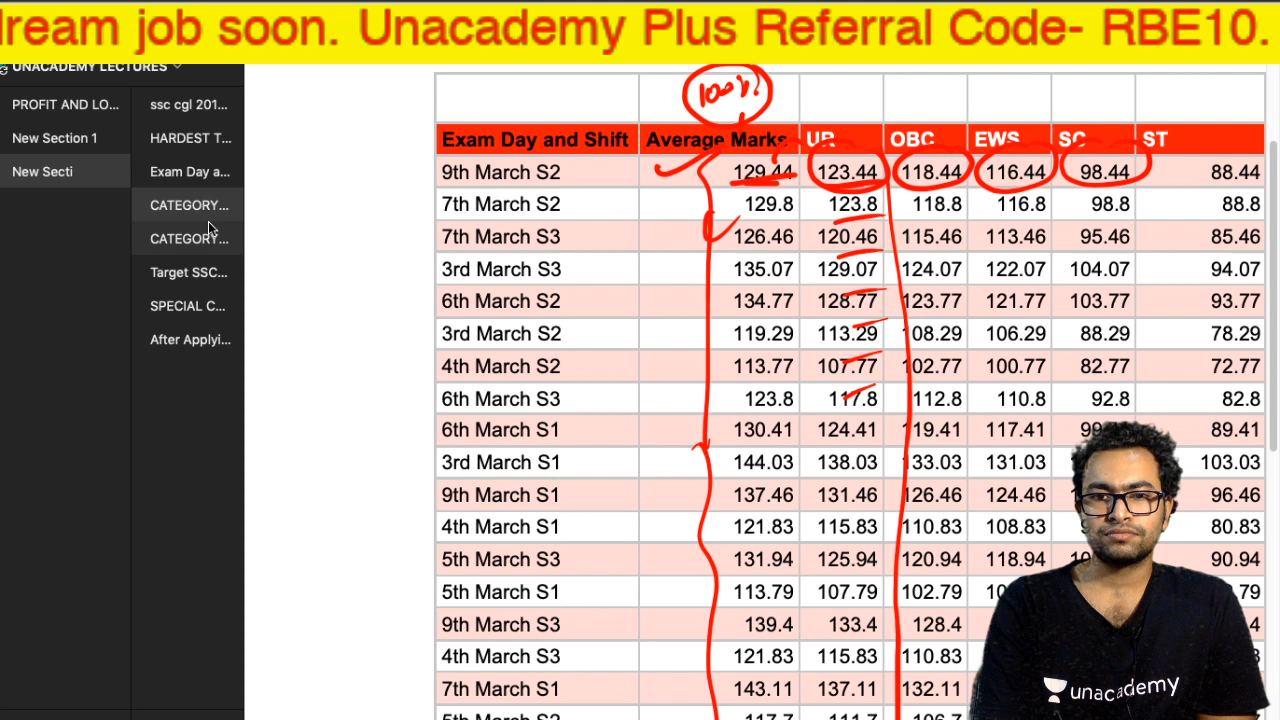 dream job soon. Unacademy Plus Referral Code- RBE10.
UNACADEMY LECTURES
PROFIT AND LO...
New Section 1
New Secti
ssc cgl 201...
HARDEST T...
Exam Day a...
CATEGORY...
CATEGORY...
Target SSC...
SPECIAL C...
After Applyi...
100%
Exam Day and Shift Average Marks UR OBC EWS SC ST
9th March S2 129.44 123.44 118.44 116.44 98.44 88.44
7th March S2 129.8 123.8 118.8 116.8 98.8 88.8
7th March S3 126.46 120.46 115.46 113.46 95.46 85.46
3rd March S3 135.07 129.07 124.07 122.07 104.07 94.07
6th March S2 134.77 128.77 123.77 121.77 103.77 93.77
3rd March S2 119.29 113.29 108.29 106.29 88.29 78.29
4th March S2 113.77 107.77 102.77 100.77 82.77 72.77
6th March S3 123.8 117.8 112.8 110.8 92.8 82.8
6th March S1 130.41 124.41 119.41 117.41 89.41
3rd March S1 144.03 138.03 133.03 131.03 103.03
9th March S1 137.46 131.46 126.46 124.46 96.46
4th March S1 121.83 115.83 110.83 108.83 80.83
5th March S3 131.94 125.94 120.94 118.94 90.94
5th March S1 113.79 107.79 102.79
9th March S3 139.4 133.4 128.4
4th March S3 121.83 115.83 110.83
7th March S1 143.11 137.11 132.11
5th March S2 117.7 111.7 106.7
unacademy